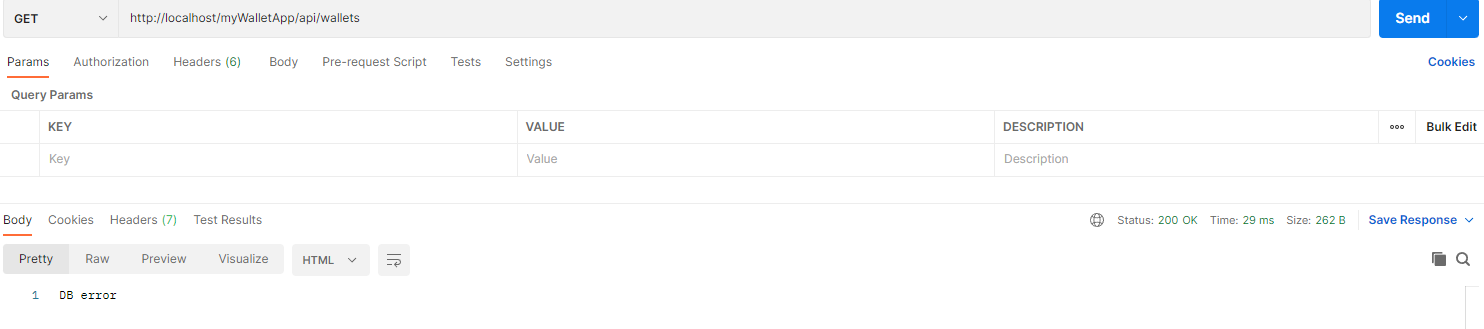 GET http://localhost/myWalletApp/api/wallets Send
Params Authorization Headers (6) Body Pre-request Script Tests Settings Cookies
Query Params
KEY VALUE DESCRIPTION ooo Bulk Edit
Key Value Description
Body Cookies Headers (7) Test Results Status: 200 OK Time: 29 ms Size: 262 B Save Response
Pretty Raw Preview Visualize HTML
1 DB error